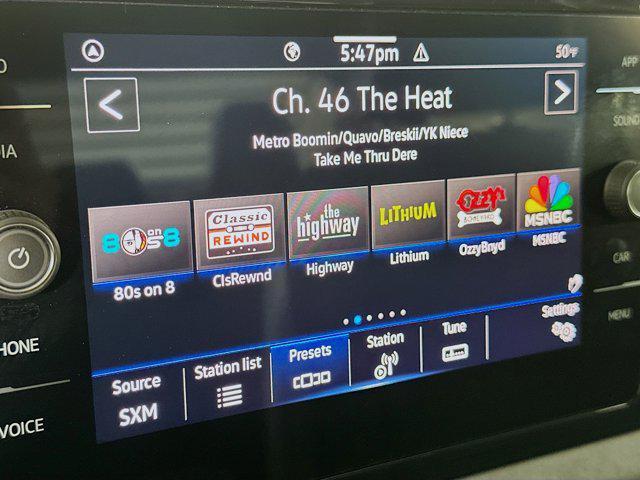 5:47pm
50°F
APP
SOUND
CAR
MENU
PHONE
VOICE
Ch. 46 The Heat
Metro Boomin/Quavo/Breskii/YK Niece
Take Me Thru Dere
80s on 8
Classic
REWIND
the
highway
LITHIUM
OZZY'S
BONEYARD
MSNBC
80s on 8
ClsRewnd
Highway
Lithium
OzzyBnyd
MSNBC
Settings
Source
SXM
Station list
Presets
Station
Tune